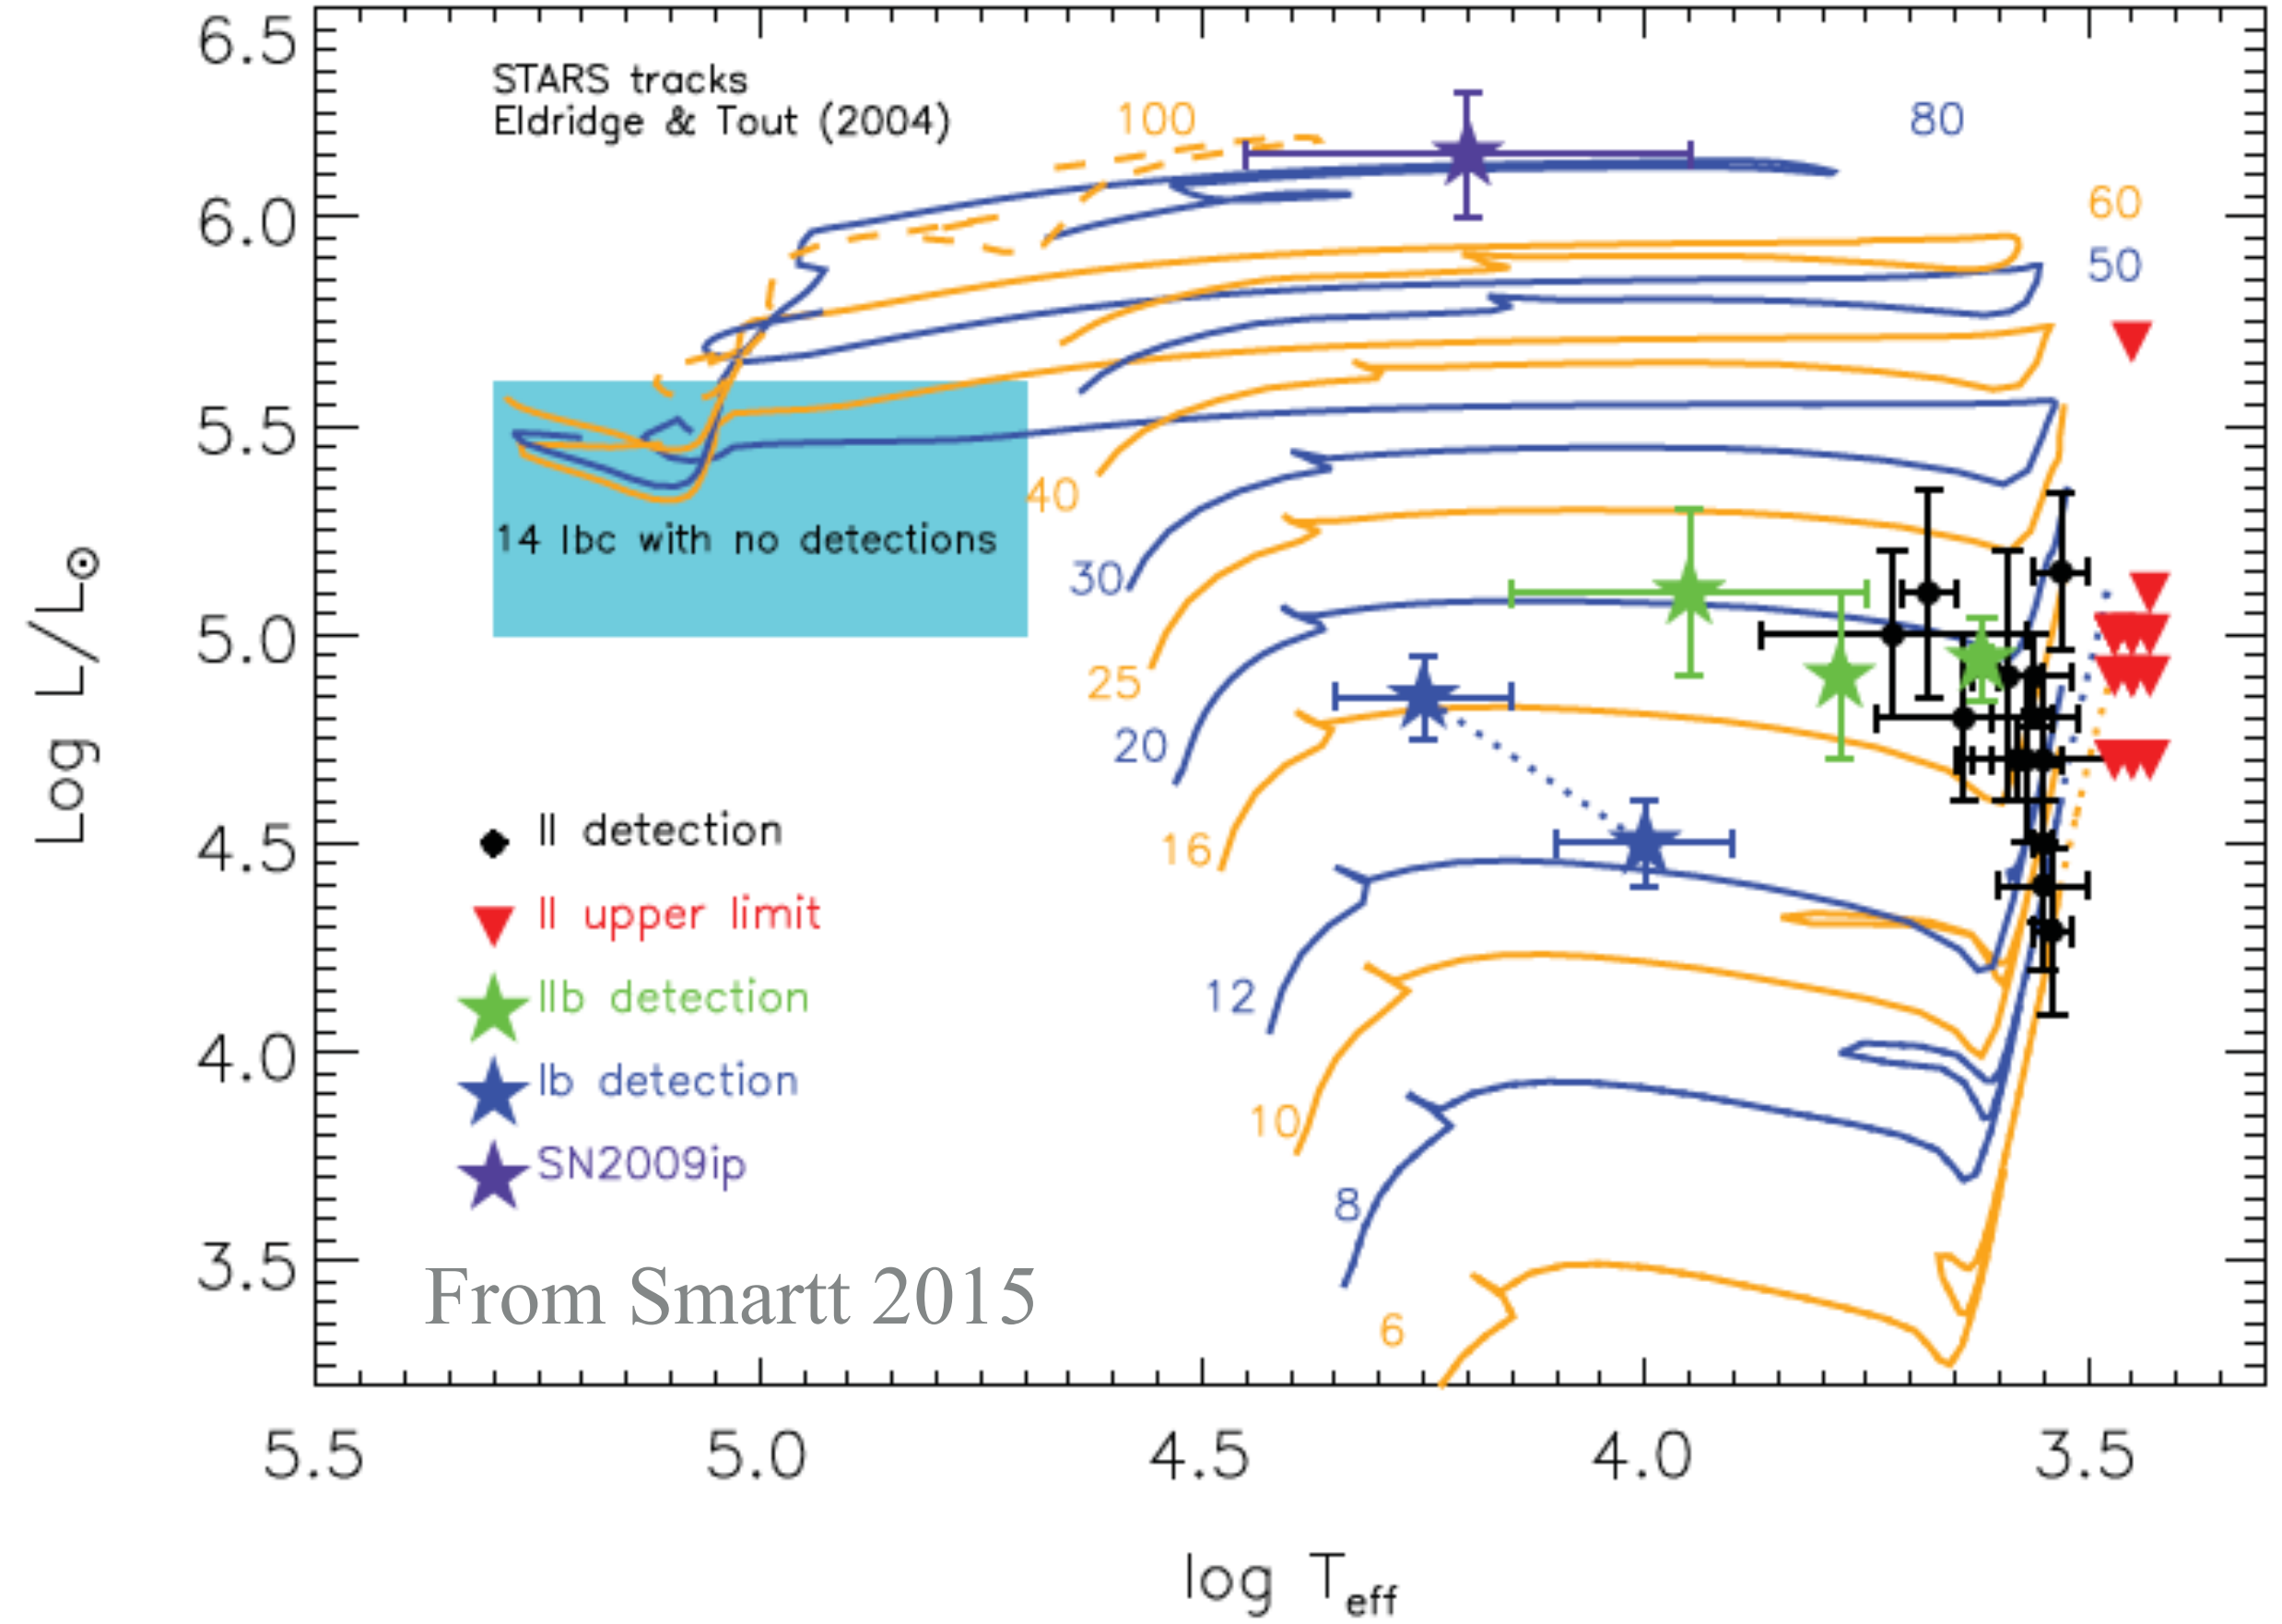 6.5
STARS tracks
Eldridge & Tout (2004)
100
80
6.0
60
50
5.5
40
14 Ibc with no detections
30
5.0
25
20
Log L/L⊙
4.5
16
II detection
II upper limit
IIb detection
12
4.0
Ib detection
10
SN2009ip
8
3.5
From Smartt 2015
6
5.5 5.0 4.5 4.0 3.5
log Teff